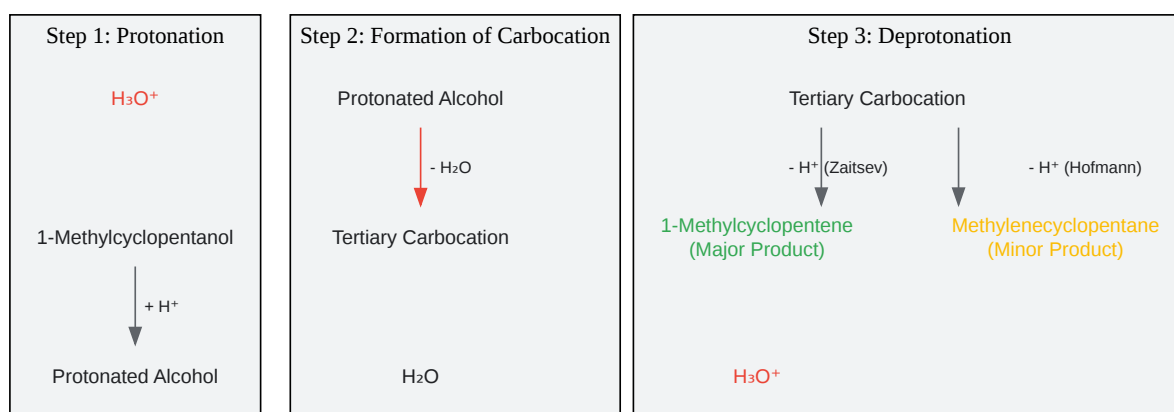 Step 1: Protonation
H₃O⁺
1-Methylcyclopentanol
+ H⁺
Protonated Alcohol
Step 2: Formation of Carbocation
Protonated Alcohol
- H₂O
Tertiary Carbocation
H₂O
Step 3: Deprotonation
Tertiary Carbocation
- H⁺ (Zaitsev)
- H⁺ (Hofmann)
1-Methylcyclopentene
(Major Product)
Methylenecyclopentane
(Minor Product)
H₃O⁺